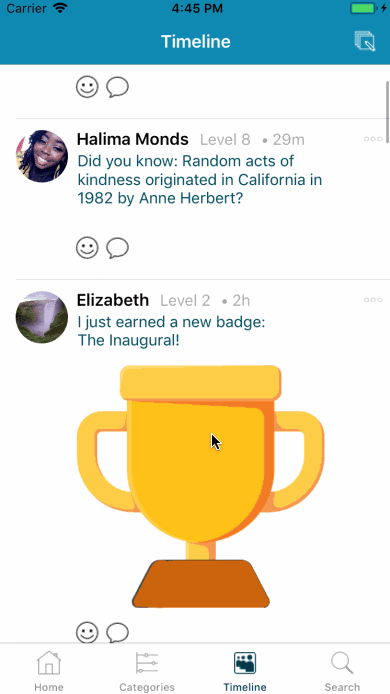 Carrier 4:45 PM
Timeline
Halima Monds Level 8 • 29m
Did you know: Random acts of
kindness originated in California in
1982 by Anne Herbert?
Elizabeth Level 2 • 2h
I just earned a new badge:
The Inaugural!
Home Categories Timeline Search